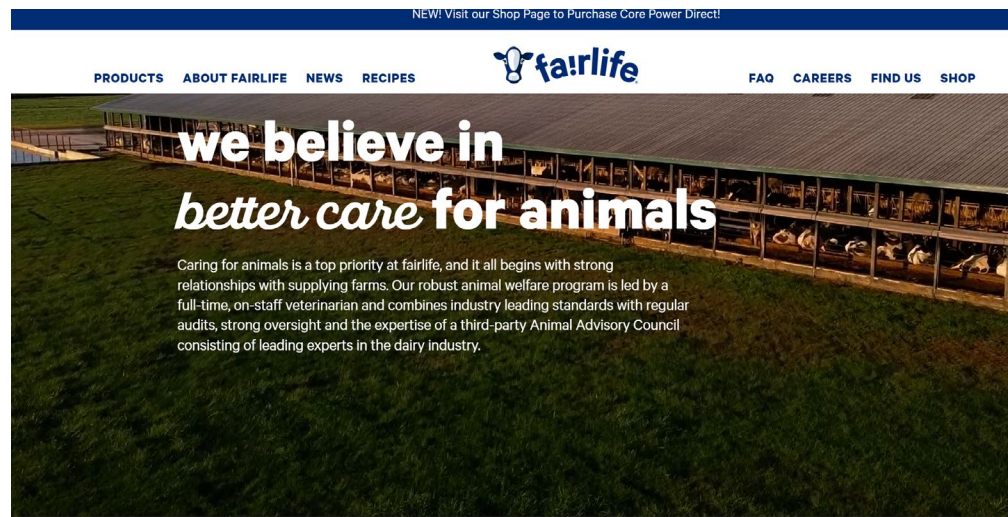 NEW! Visit our Shop Page to Purchase Core Power Direct!
PRODUCTS ABOUT FAIRLIFE NEWS RECIPES fa!rlife FAQ CAREERS FIND US SHOP
we believe in
better care for animals
Caring for animals is a top priority at fairlife, and it all begins with strong
relationships with supplying farms. Our robust animal welfare program is led by a
full-time, on-staff veterinarian and combines industry leading standards with regular
audits, strong oversight and the expertise of a third-party Animal Advisory Council
consisting of leading experts in the dairy industry.